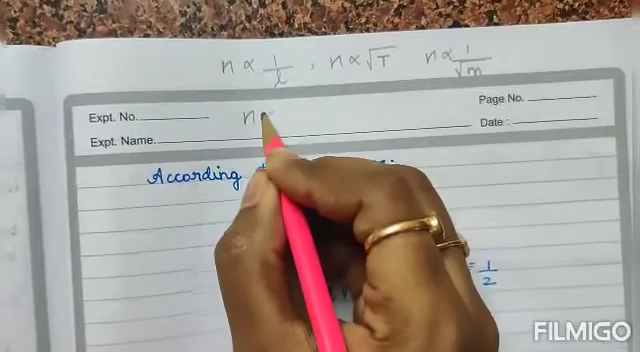 n ∝ 1/l , n ∝ √T n ∝ 1/√m
Expt. No. n Page No.
Expt. Name. Date :
According
= 1/2
FILMIGO